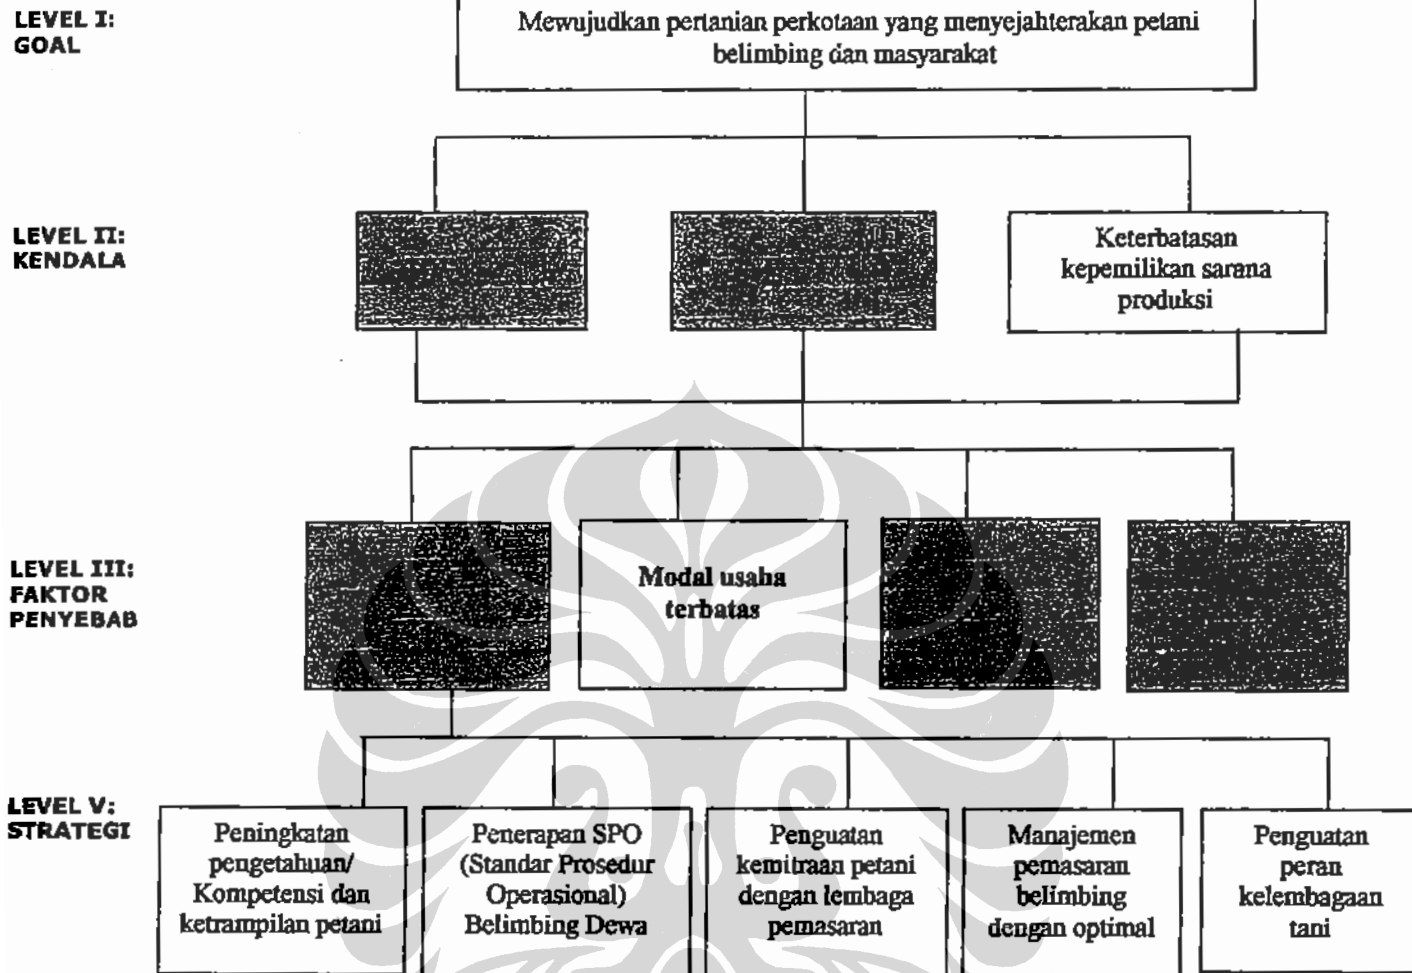 LEVEL I:
GOAL
Mewujudkan pertanian perkotaan yang menyejahterakan petani
belimbing dan masyarakat
LEVEL II:
KENDALA
Keterbatasan
kepemilikan sarana
produksi
LEVEL III:
FAKTOR
PENYEBAB
Modal usaha
terbatas
LEVEL V:
STRATEGI
Peningkatan
pengetahuan/
Kompetensi dan
ketrampilan petani
Penerapan SPO
(Standar Prosedur
Operasional)
Belimbing Dewa
Penguatan
kemitraan petani
dengan lembaga
pemasaran
Manajemen
pemasaran
belimbing
dengan optimal
Penguatan
peran
kelembagaan
tani